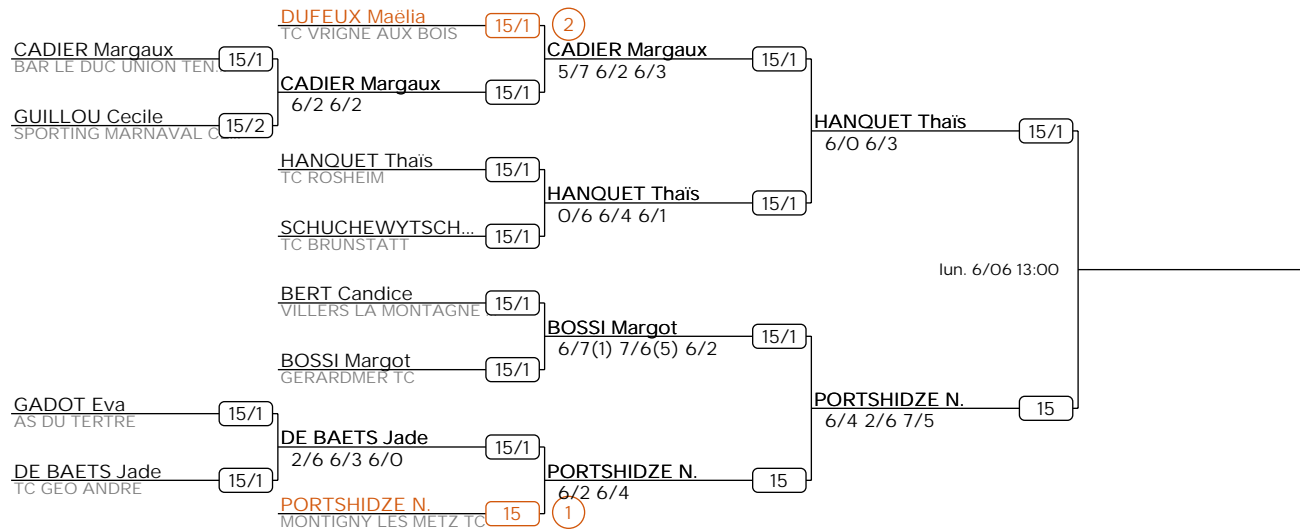 DUFEUX Maëlia
TC VRIGNE AUX BOIS
15/1
2
CADIER Margaux
BAR LE DUC UNION TEN...
15/1
CADIER Margaux
5/7 6/2 6/3
15/1
CADIER Margaux
6/2 6/2
15/1
GUILLOU Cecile
15/2
HANQUET Thaïs
6/0 6/3
15/1
HANQUET Thaïs
TC ROSHEIM
15/1
HANQUET Thaïs
0/6 6/4 6/1
15/1
SCHUCHEWYTSCH...
TC BRUNSTATT
15/1
lun. 6/06 13:00
BERT Candice
VILLERS LA MONTAGNE
15/1
BOSSI Margot
6/7(1) 7/6(5) 6/2
15/1
BOSSI Margot
GERARDMER TC
15/1
GADOT Eva
AS DU TERTRE
15/1
PORTSHIDZE N.
6/4 2/6 7/5
15
DE BAETS Jade
2/6 6/3 6/0
15/1
DE BAETS Jade
TC GEO ANDRE
15/1
PORTSHIDZE N.
6/2 6/4
15
PORTSHIDZE N.
MONTIGNY LES METZ TC
15
1
SPORTING MARNAVAL